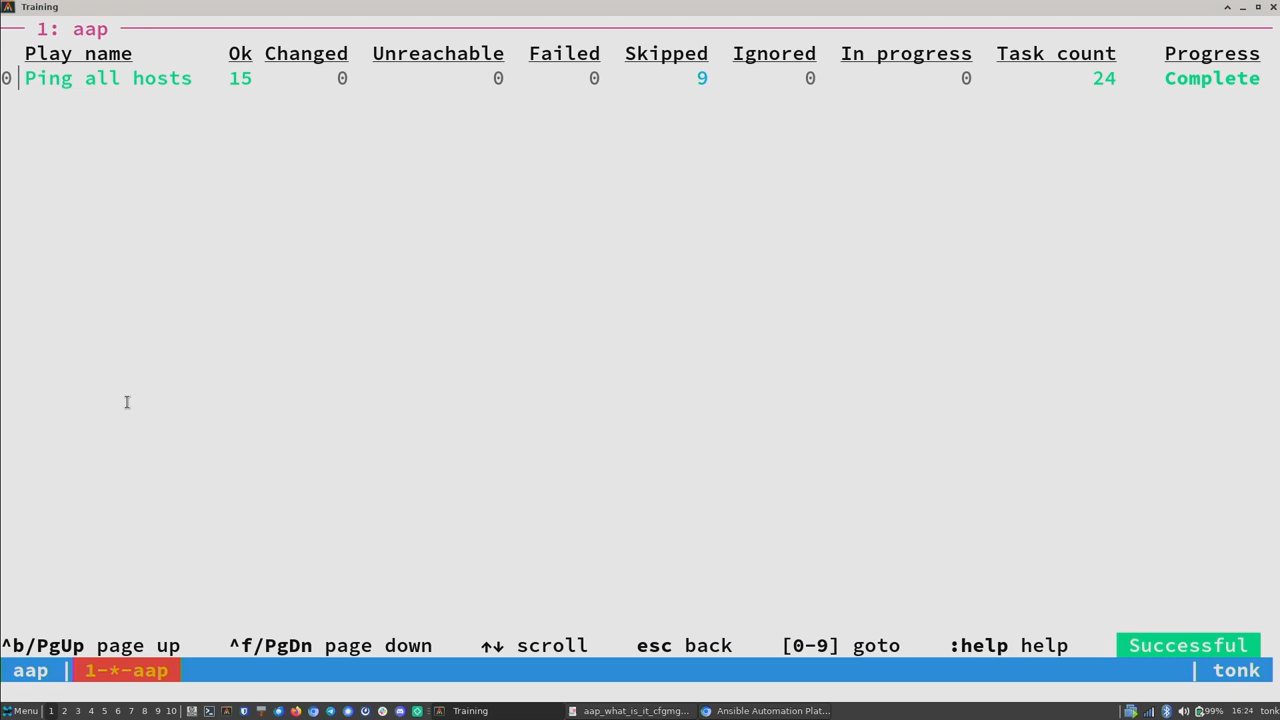 Training
1: aap
Play name Ok Changed Unreachable Failed Skipped Ignored In progress Task count Progress
0│Ping all hosts 15 0 0 0 9 0 0 24 Complete
^b/PgUp page up ^f/PgDn page down ↑↓ scroll esc back [0-9] goto :help help Successful
aap | 1-*-aap | tonk
Menu 1 2 3 4 5 6 7 8 9 10 Training aap_what_is_it_cfgmg... Ansible Automation Plat... 99% 16:24 tonk